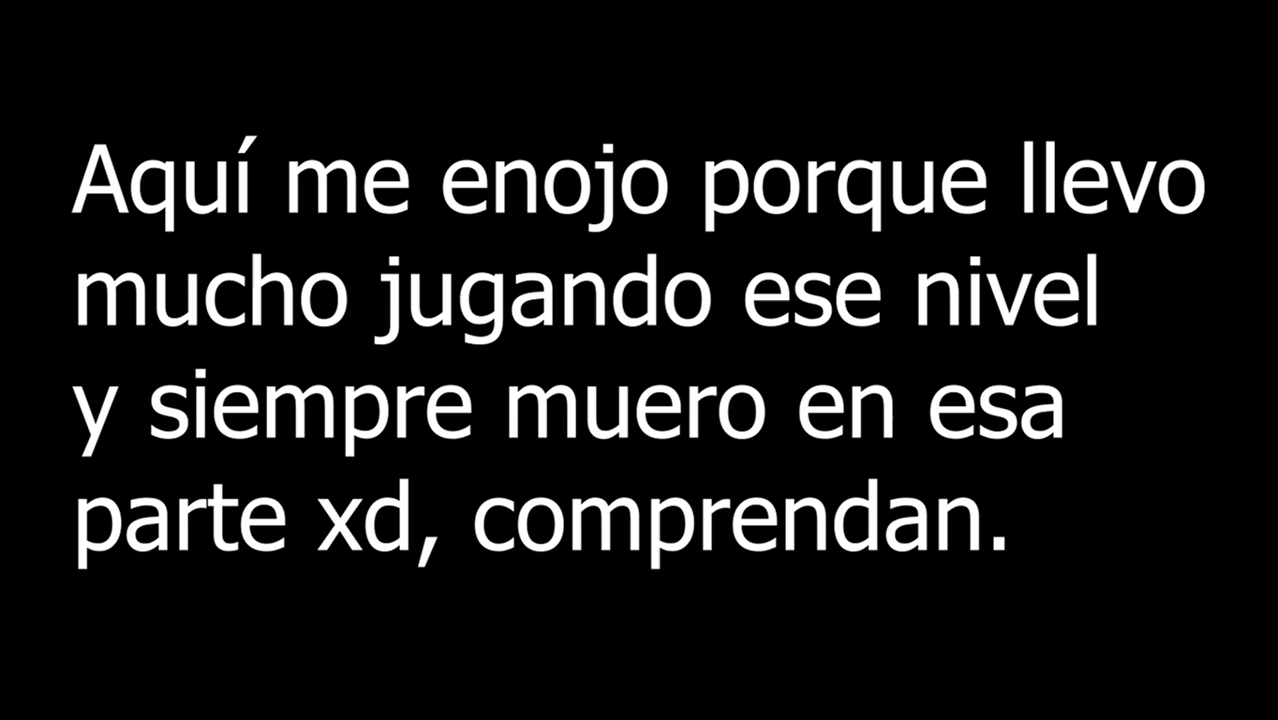 Aquí me enojo porque llevo
mucho jugando ese nivel
y siempre muero en esa
parte xd, comprendan.